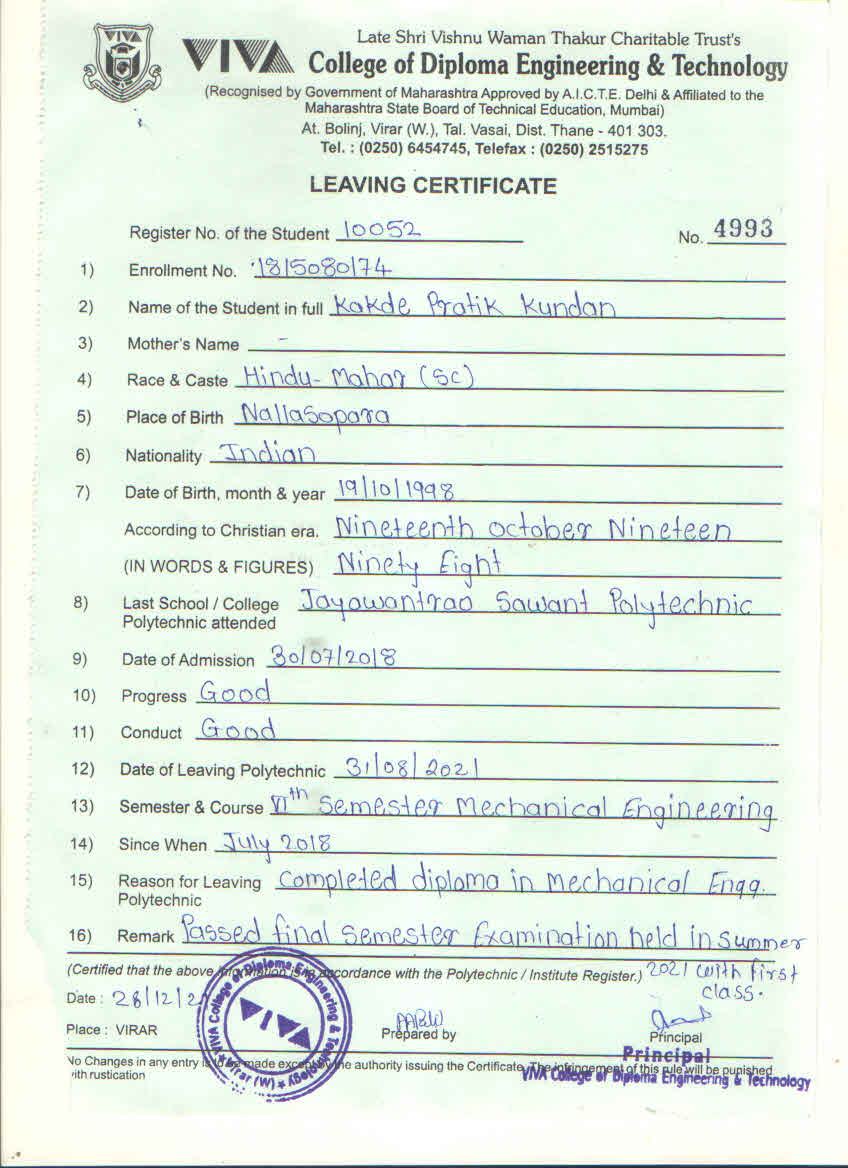 Late Shri Vishnu Waman Thakur Charitable Trust's
VIVA College of Diploma Engineering & Technology
(Recognised by Government of Maharashtra Approved by A.I.C.T.E. Delhi & Affiliated to the
Maharashtra State Board of Technical Education, Mumbai)
At. Bolinj, Virar (W.), Tal. Vasai, Dist. Thane - 401 303.
Tel. : (0250) 6454745, Telefax : (0250) 2515275
LEAVING CERTIFICATE
Register No. of the Student 10052 No. 4993
1) Enrollment No. 1815080174
2) Name of the Student in full Kakde Pratik Kundan
3) Mother's Name -
4) Race & Caste Hindu- Mahar (SC)
5) Place of Birth Nallasopara
6) Nationality Indian
7) Date of Birth, month & year 19/10/1998
According to Christian era. Nineteenth October Nineteen
(IN WORDS & FIGURES) Ninety Eight
8) Last School / College Jayawantrao Sawant Polytechnic
Polytechnic attended
9) Date of Admission 30/07/2018
10) Progress Good
11) Conduct Good
12) Date of Leaving Polytechnic 31/08/2021
13) Semester & Course VIth Semester Mechanical Engineering
14) Since When July 2018
15) Reason for Leaving Completed diploma in Mechanical Engg.
Polytechnic
16) Remark Passed final Semester Examination held in Summer
(Certified that the above information is in accordance with the Polytechnic / Institute Register.) 2021 with first
class.
Date : 28/12/2
Place : VIRAR
Prepared by
Principal
Principal
VIVA College of Diploma Engineering & Technology
No Changes in any entry is to be made except by the authority issuing the Certificate. The infringement of this rule will be punished
with rustication
VIVA College of Diploma Engineering & Technology
Virar (W)
VIVA